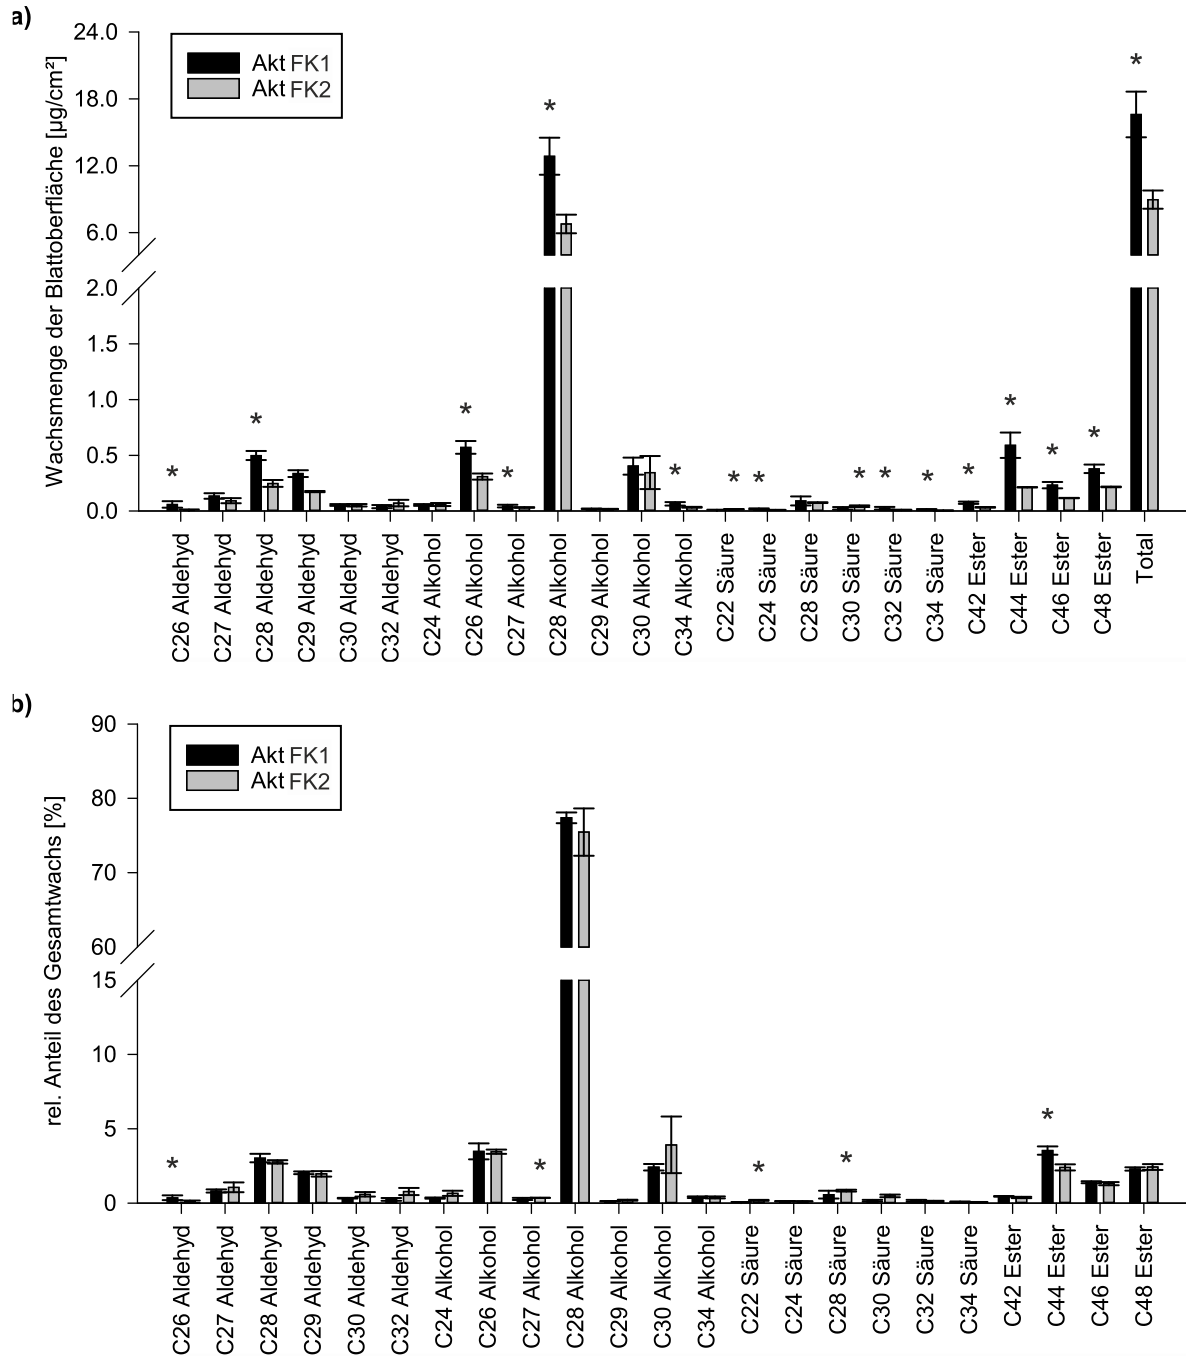 a)
Wachsmenge der Blattoberfläche [µg/cm²]
24.0
18.0
12.0
6.0
2.0
1.5
1.0
0.5
0.0
Akt FK1
Akt FK2
* * * * * * * * * * * * * * * *
C26 Aldehyd
C27 Aldehyd
C28 Aldehyd
C29 Aldehyd
C30 Aldehyd
C32 Aldehyd
C24 Alkohol
C26 Alkohol
C27 Alkohol
C28 Alkohol
C29 Alkohol
C30 Alkohol
C34 Alkohol
C22 Säure
C24 Säure
C28 Säure
C30 Säure
C32 Säure
C34 Säure
C42 Ester
C44 Ester
C46 Ester
C48 Ester
Total
b)
rel. Anteil des Gesamtwachs [%]
90
80
70
60
15
10
5
0
Akt FK1
Akt FK2
* * * * *
C26 Aldehyd
C27 Aldehyd
C28 Aldehyd
C29 Aldehyd
C30 Aldehyd
C32 Aldehyd
C24 Alkohol
C26 Alkohol
C27 Alkohol
C28 Alkohol
C29 Alkohol
C30 Alkohol
C34 Alkohol
C22 Säure
C24 Säure
C28 Säure
C30 Säure
C32 Säure
C34 Säure
C42 Ester
C44 Ester
C46 Ester
C48 Ester